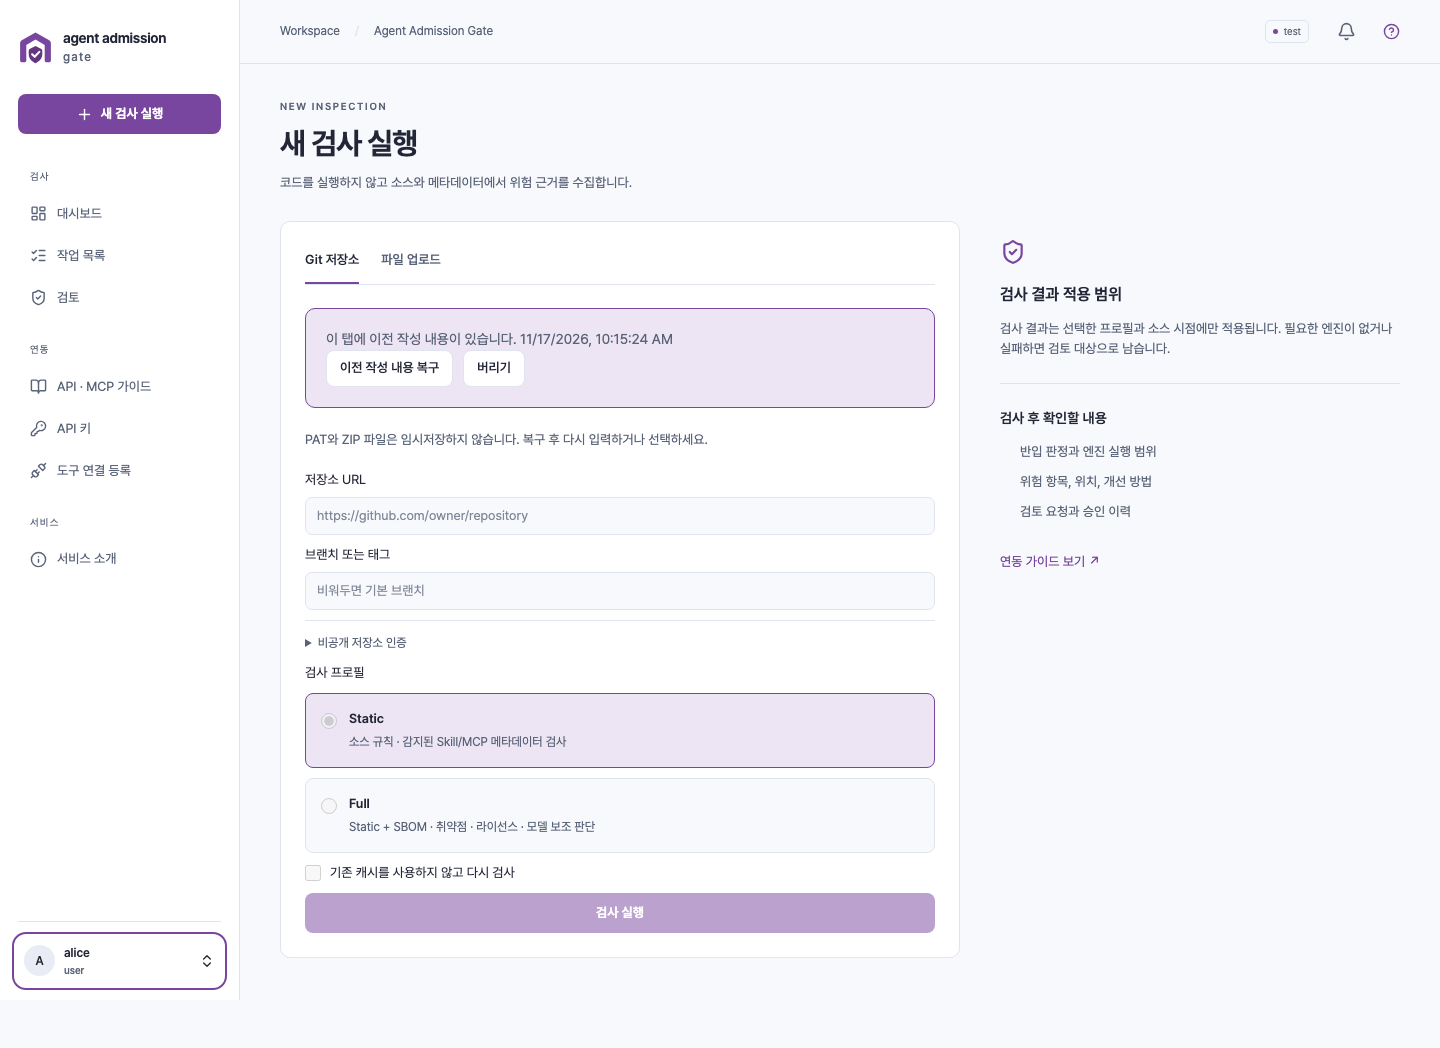 agent admission
gate
새 검사 실행
검사
대시보드
작업 목록
검토
연동
API · MCP 가이드
API 키
도구 연결 등록
서비스
서비스 소개
A
alice
user
Workspace / Agent Admission Gate
test
NEW INSPECTION
새 검사 실행
코드를 실행하지 않고 소스와 메타데이터에서 위험 근거를 수집합니다.
Git 저장소
파일 업로드
이 탭에 이전 작성 내용이 있습니다. 11/17/2026, 10:15:24 AM
이전 작성 내용 복구
버리기
PAT와 ZIP 파일은 임시저장하지 않습니다. 복구 후 다시 입력하거나 선택하세요.
저장소 URL
https://github.com/owner/repository
브랜치 또는 태그
비워두면 기본 브랜치
비공개 저장소 인증
검사 프로필
Static
소스 규칙 · 감지된 Skill/MCP 메타데이터 검사
Full
Static + SBOM · 취약점 · 라이선스 · 모델 보조 판단
기존 캐시를 사용하지 않고 다시 검사
검사 실행
검사 결과 적용 범위
검사 결과는 선택한 프로필과 소스 시점에만 적용됩니다. 필요한 엔진이 없거나
실패하면 검토 대상으로 남습니다.
검사 후 확인할 내용
반입 판정과 엔진 실행 범위
위험 항목, 위치, 개선 방법
검토 요청과 승인 이력
연동 가이드 보기